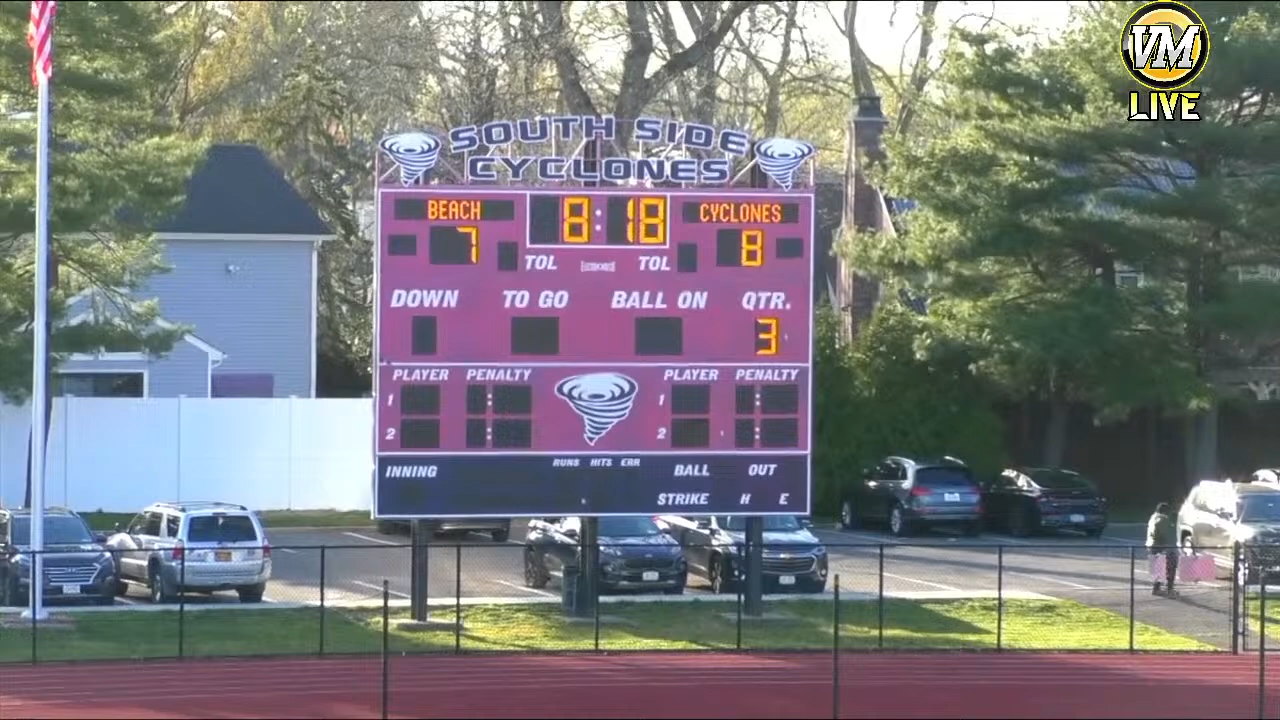 VM
LIVE
SOUTH SIDE
CYCLONES
BEACH 8:18 CYCLONES
7 8
TOL TOL
DOWN TO GO BALL ON QTR.
3
PLAYER PENALTY PLAYER PENALTY
1 : 1 :
2 : 2 :
RUNS HITS ERR
INNING BALL OUT
STRIKE H E